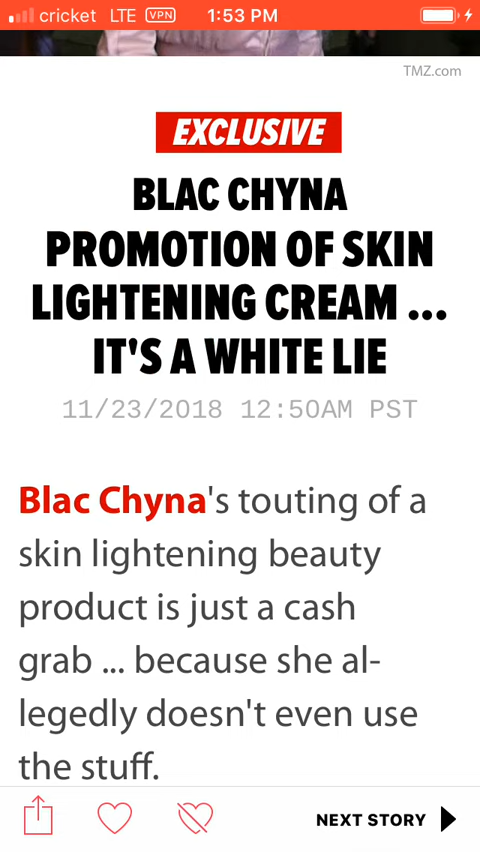 cricket LTE VPN 1:53 PM
TMZ.com
EXCLUSIVE
BLAC CHYNA
PROMOTION OF SKIN
LIGHTENING CREAM ...
IT'S A WHITE LIE
11/23/2018 12:50AM PST
Blac Chyna's touting of a
skin lightening beauty
product is just a cash
grab ... because she al-
legedly doesn't even use
the stuff.
NEXT STORY